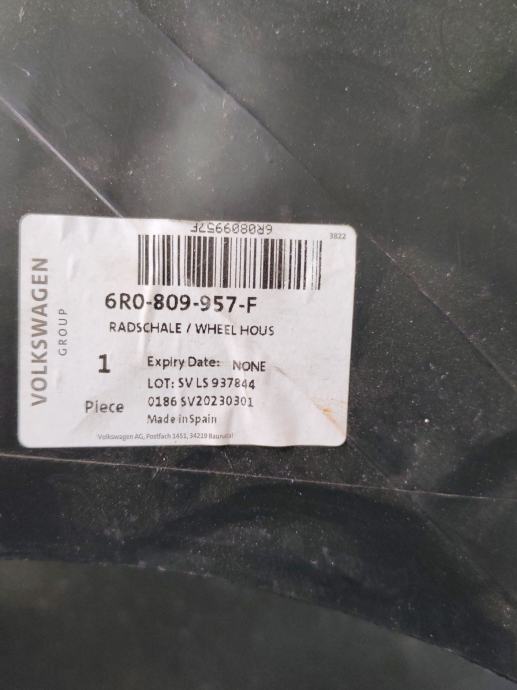 6R0809957F
3822
VOLKSWAGEN
GROUP
6R0-809-957-F
RADSCHALE / WHEEL HOUS
1
Piece
Expiry Date: NONE
LOT: SV LS 937844
0186 SV20230301
Made in Spain
Volkswagen AG, Postfach 1451, 34219 Baunatal